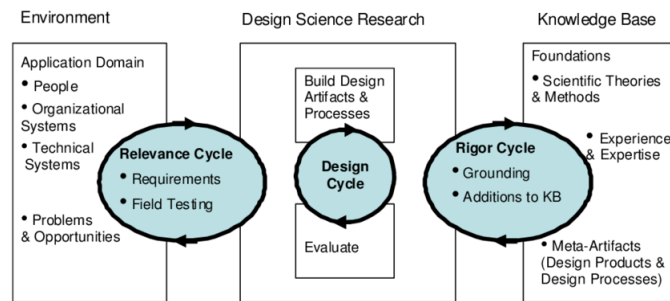 Environment
Design Science Research
Knowledge Base
Application Domain
• People
• Organizational
Systems
• Technical
Systems
• Problems
& Opportunities
Relevance Cycle
• Requirements
• Field Testing
Build Design
Artifacts &
Processes
Design
Cycle
Evaluate
Rigor Cycle
• Grounding
• Additions to KB
Foundations
• Scientific Theories
& Methods
• Experience
& Expertise
• Meta-Artifacts
(Design Products &
Design Processes)